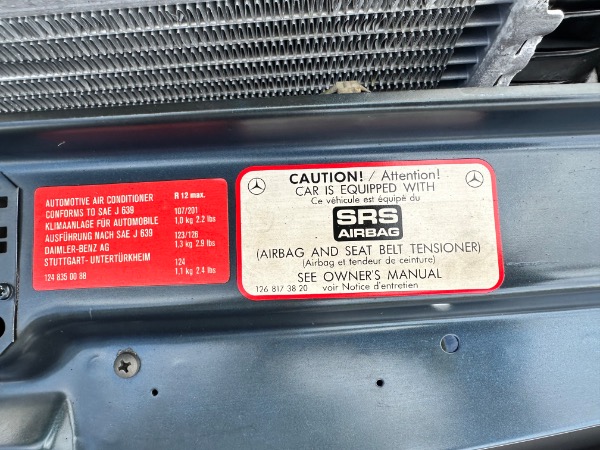 AUTOMOTIVE AIR CONDITIONER
CONFORMS TO SAE J 639
KLIMAANLAGE FÜR AUTOMOBILE
AUSFÜHRUNG NACH SAE J 639
DAIMLER-BENZ AG
STUTTGART- UNTERTÜRKHEIM
124 835 00 88
R 12 max.
107/201
1,0 kg 2.2 lbs
123/126
1,3 kg 2.9 lbs
124
1,1 kg 2.4 lbs
CAUTION! / Attention!
CAR IS EQUIPPED WITH
Ce véhicule est équipé du
SRS
AIRBAG
(AIRBAG AND SEAT BELT TENSIONER)
(Airbag et tendeur de ceinture)
SEE OWNER'S MANUAL
126 817 38 20 voir Notice d'entretien